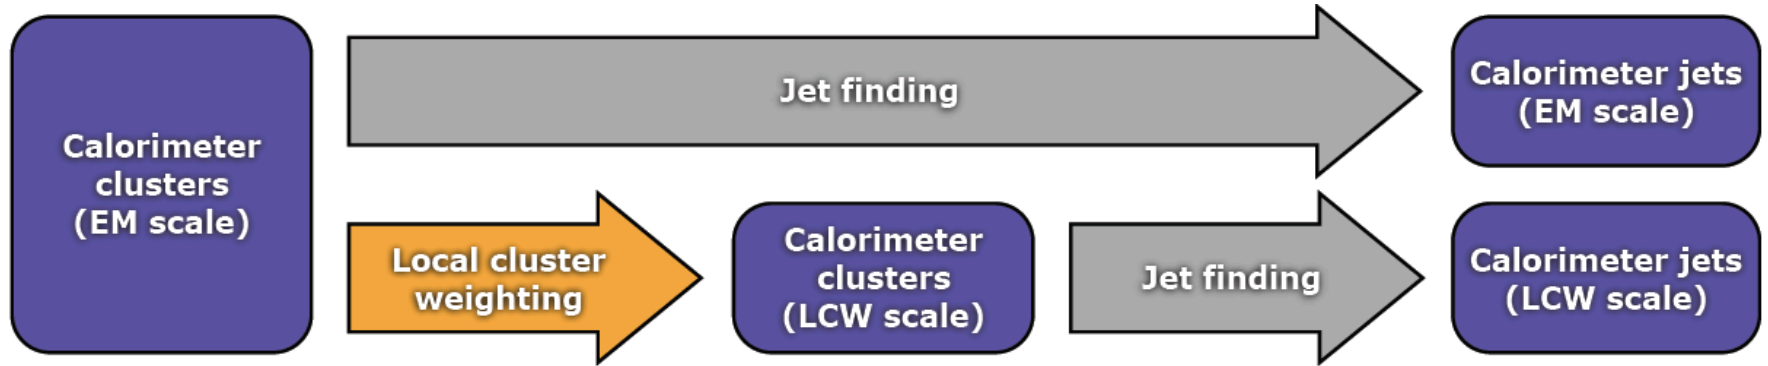 Calorimeter
clusters
(EM scale)
Jet finding
Calorimeter jets
(EM scale)
Local cluster
weighting
Calorimeter
clusters
(LCW scale)
Jet finding
Calorimeter jets
(LCW scale)